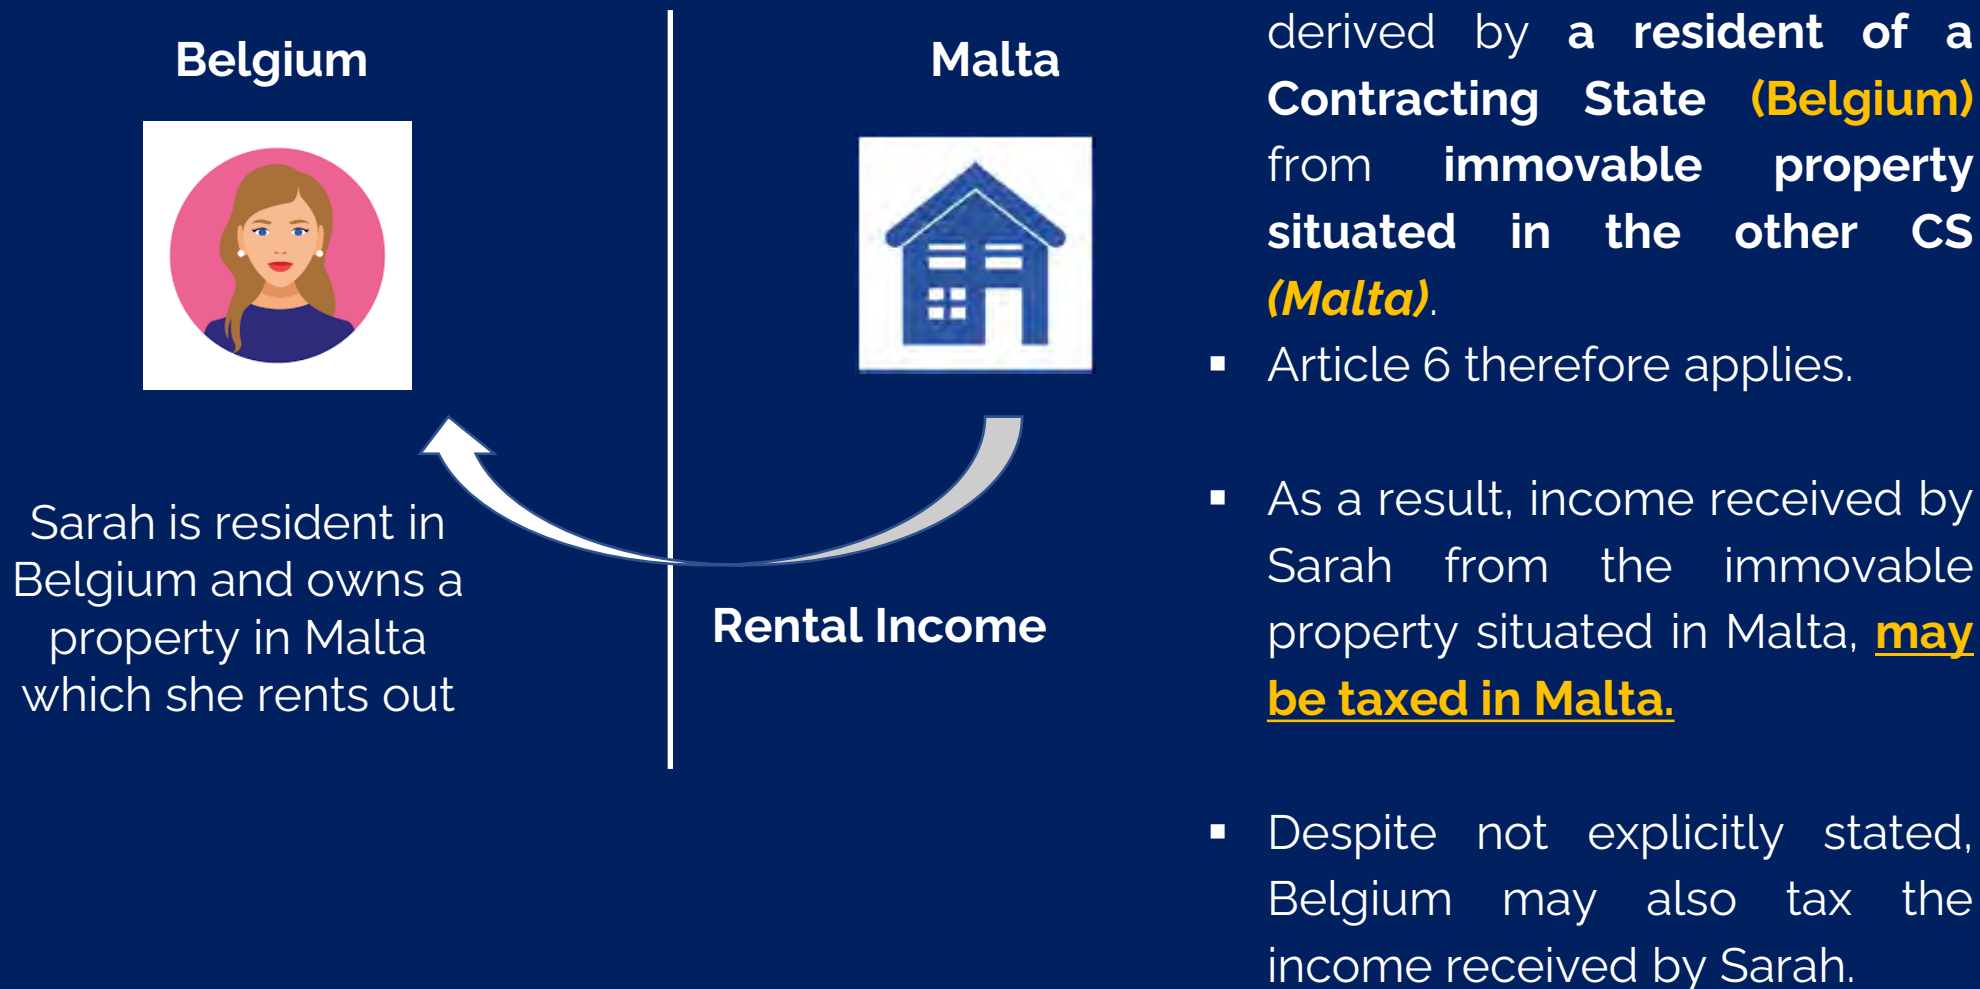 Belgium
Malta
Sarah is resident in
Belgium and owns a
property in Malta
which she rents out
Rental Income
derived by a resident of a
Contracting State (Belgium)
from immovable property
situated in the other CS
(Malta).
▪ Article 6 therefore applies.
▪ As a result, income received by
Sarah from the immovable
property situated in Malta, may
be taxed in Malta.
▪ Despite not explicitly stated,
Belgium may also tax the
income received by Sarah.